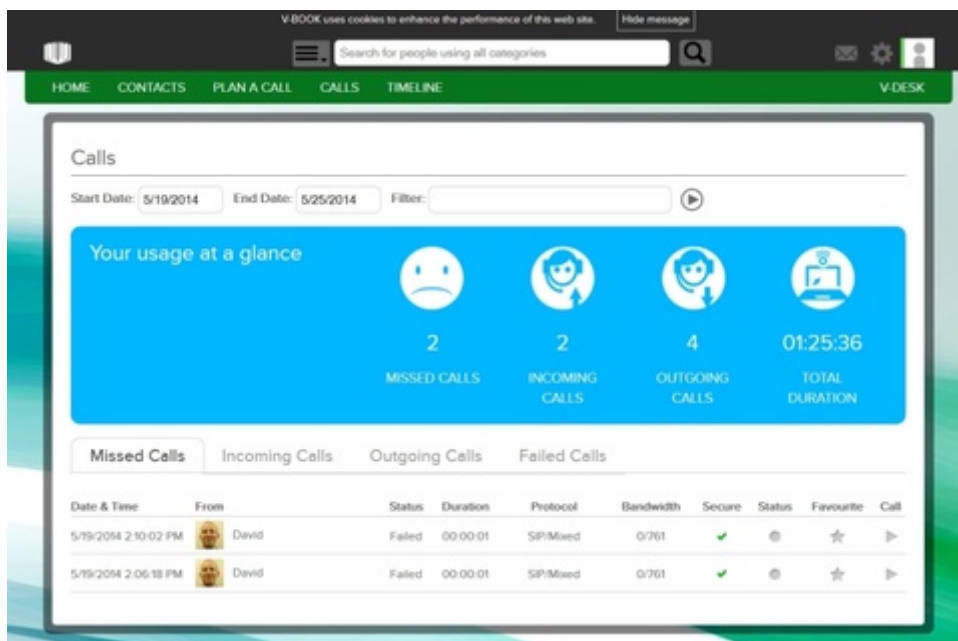 V-BOOK uses cookies to enhance the performance of this web site. Hide message
Search for people using all categories
HOME CONTACTS PLAN A CALL CALLS TIMELINE V-DESK
Calls
Start Date: 5/19/2014 End Date: 5/25/2014 Filter:
Your usage at a glance
2 2 4 01:25:36
MISSED CALLS INCOMING OUTGOING TOTAL
CALLS CALLS DURATION
Missed Calls Incoming Calls Outgoing Calls Failed Calls
Date & Time From Status Duration Protocol Bandwidth Secure Status Favourite Call
5/19/2014 2:10:02 PM David Failed 00:00:01 SIP/Mixed 0/761
5/19/2014 2:06:18 PM David Failed 00:00:01 SIP/Mixed 0/761